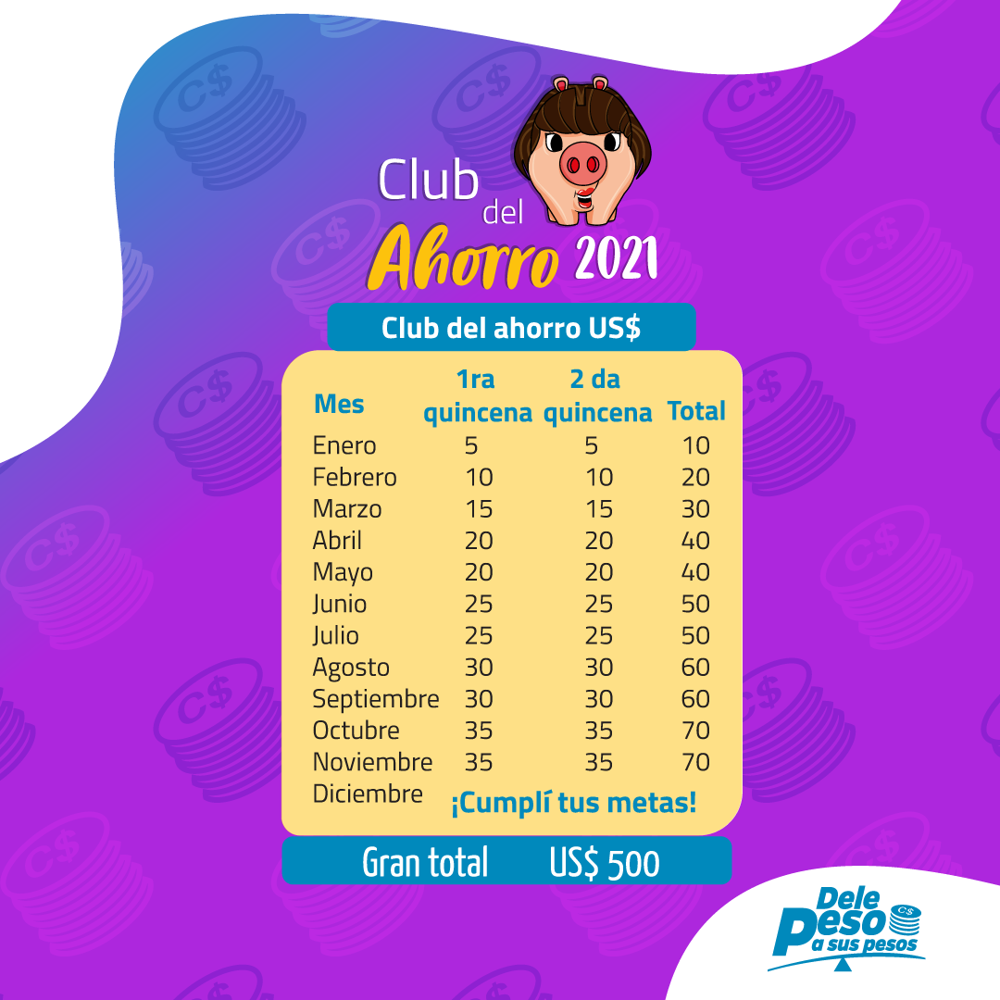 Club
del
Ahorro 2021
Club del ahorro US$
Mes 1ra quincena 2 da quincena Total
Enero 5 5 10
Febrero 10 10 20
Marzo 15 15 30
Abril 20 20 40
Mayo 20 20 40
Junio 25 25 50
Julio 25 25 50
Agosto 30 30 60
Septiembre 30 30 60
Octubre 35 35 70
Noviembre 35 35 70
Diciembre ¡Cumplí tus metas!
Gran total US$ 500
Dele
Peso
a sus pesos
C$